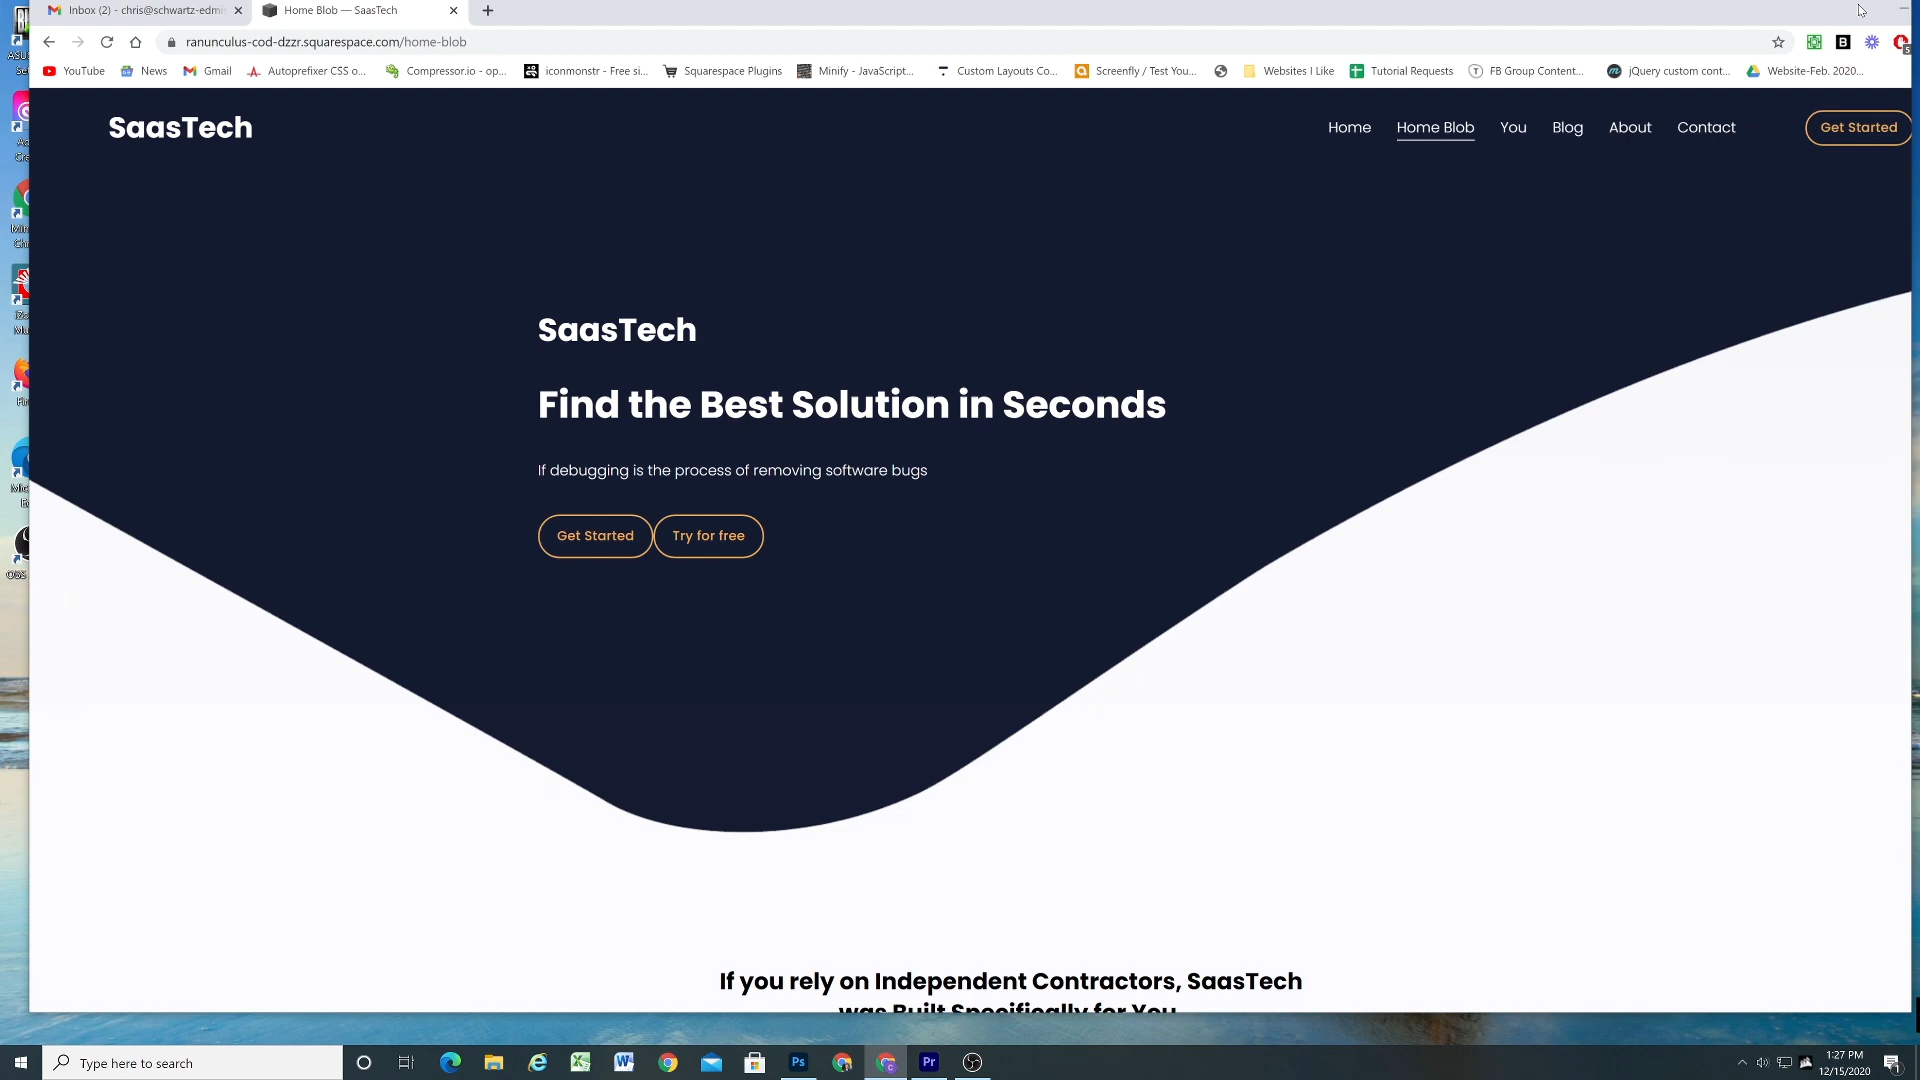 Inbox (2) - chris@schwartz-edmi
Home Blob — SaasTech
ranunculus-cod-dzzr.squarespace.com/home-blob
YouTube
News
Gmail
Autoprefixer CSS o...
Compressor.io - op...
iconmonstr - Free si...
Squarespace Plugins
Minify - JavaScript...
Custom Layouts Co...
Screenfly / Test You...
Websites I Like
Tutorial Requests
FB Group Content...
jQuery custom cont...
Website-Feb. 2020...
SaasTech
Home
Home Blob
You
Blog
About
Contact
Get Started
SaasTech
Find the Best Solution in Seconds
If debugging is the process of removing software bugs
Get Started
Try for free
If you rely on Independent Contractors, SaasTech
was Built Specifically for You
Type here to search
Ps
Pr
1:27 PM
12/15/2020